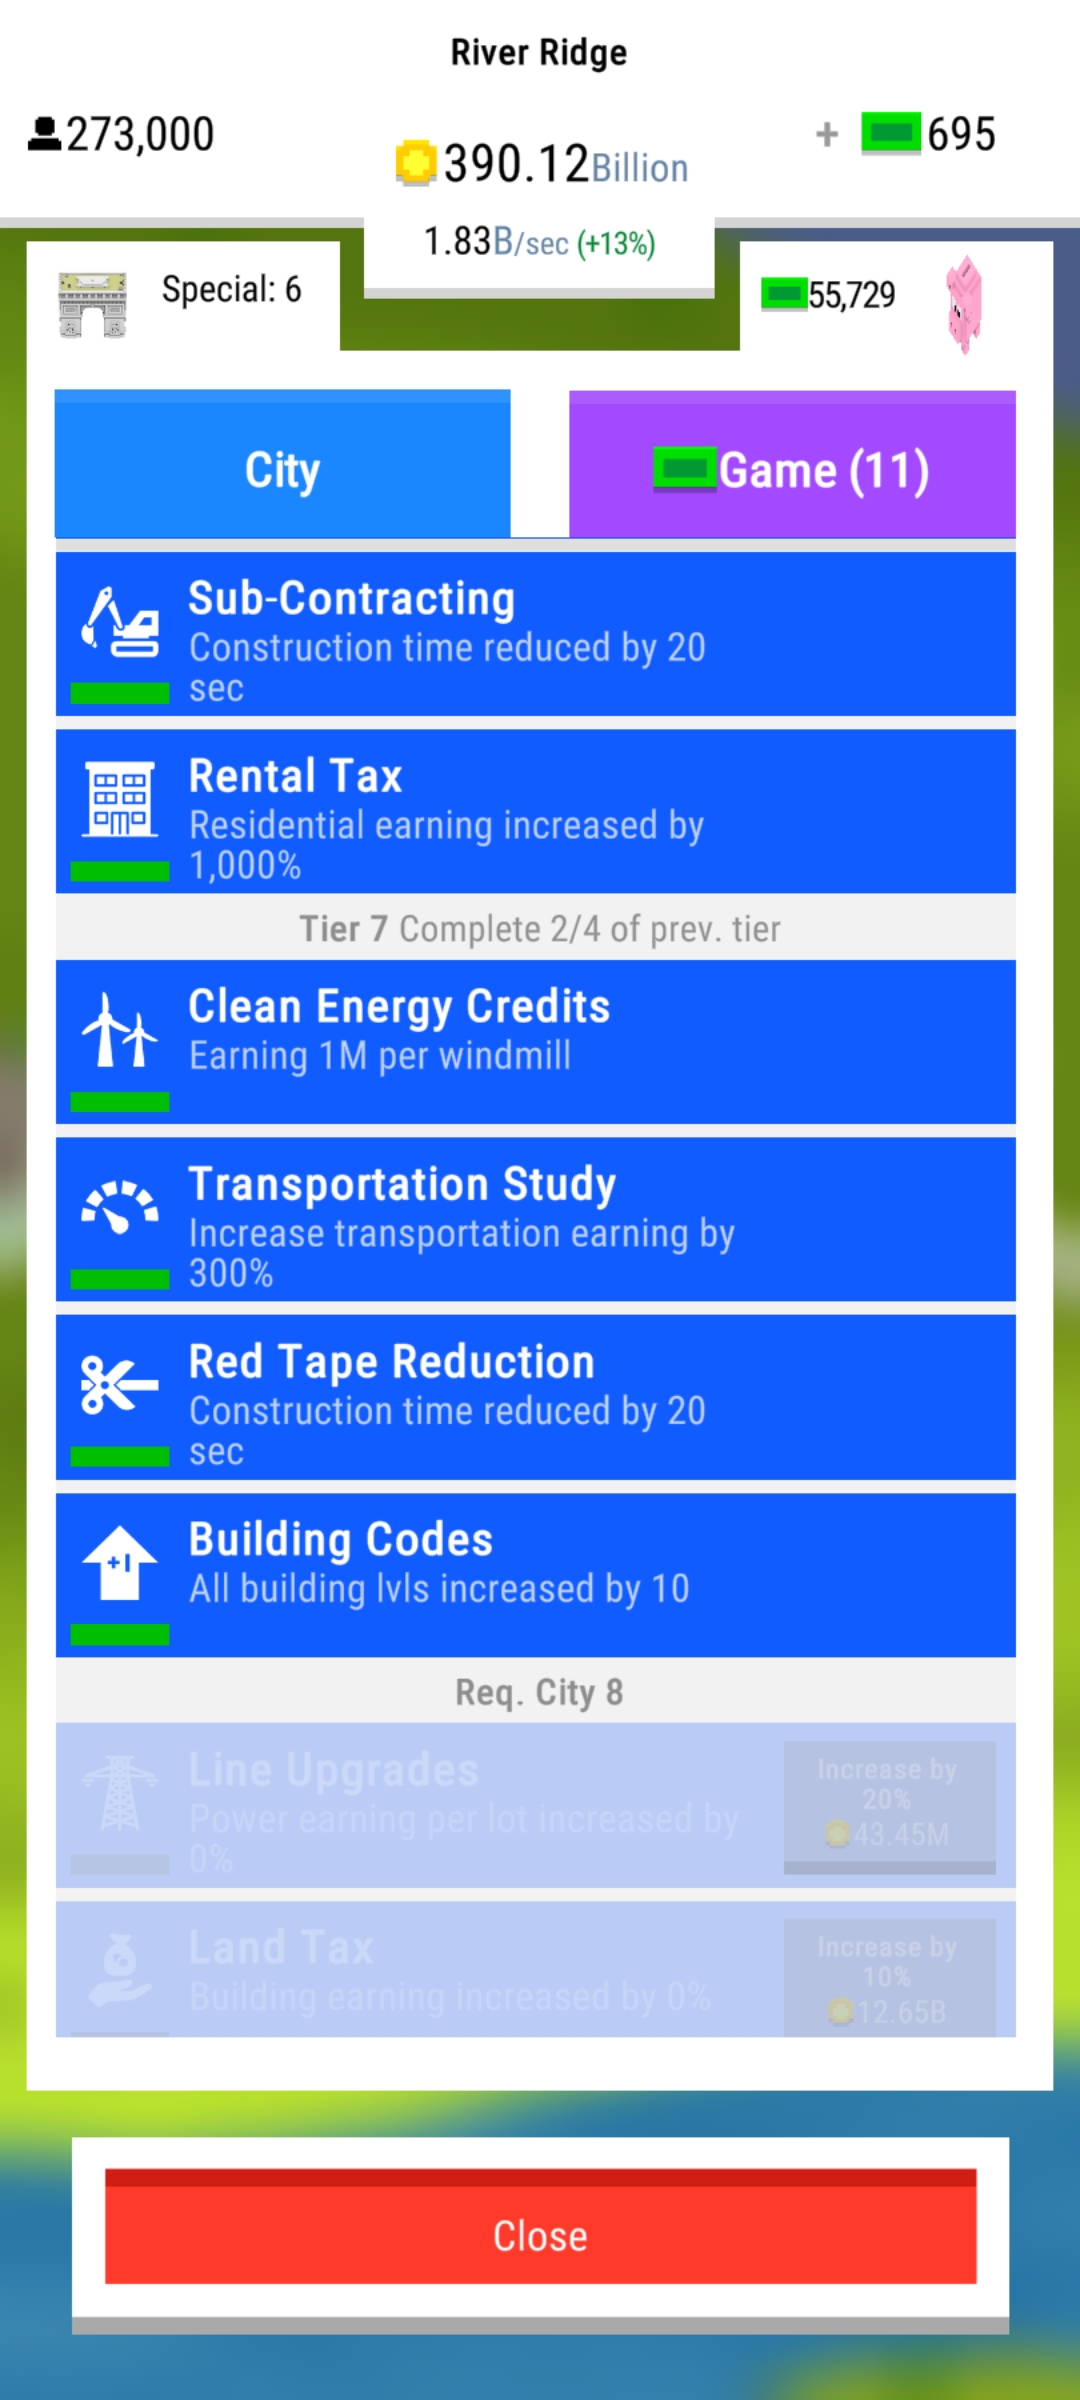 River Ridge
273,000
390.12Billion
+ 695
1.83B/sec (+13%)
Special: 6
55,729
City
Game (11)
Sub-Contracting
Construction time reduced by 20
sec
Rental Tax
Residential earning increased by
1,000%
Tier 7 Complete 2/4 of prev. tier
Clean Energy Credits
Earning 1M per windmill
Transportation Study
Increase transportation earning by
300%
Red Tape Reduction
Construction time reduced by 20
sec
+1
Building Codes
All building lvls increased by 10
Req. City 8
Line Upgrades
Power earning per lot increased by
0%
Increase by
20%
43.45M
Land Tax
Building earning increased by 0%
Increase by
10%
12.65B
Close